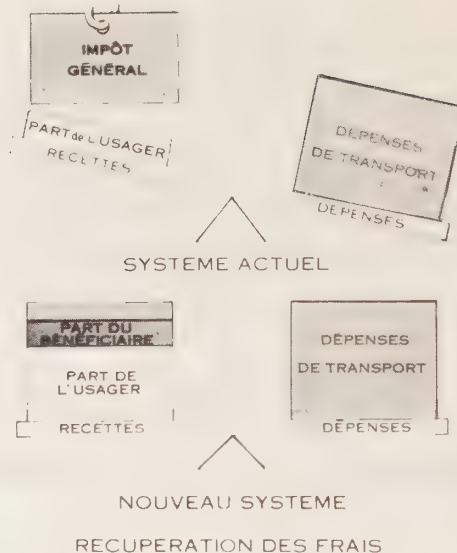 IMPÔT
GÉNÉRAL
PART de L'USAGER
RECETTES
DÉPENSES
DE TRANSPORT
DÉPENSES
SYSTEME ACTUEL
PART DU
BÉNÉFICIAIRE
PART DE
L'USAGER
RECETTES
DÉPENSES
DE TRANSPORT
DÉPENSES
NOUVEAU SYSTEME
RECUPERATION DES FRAIS